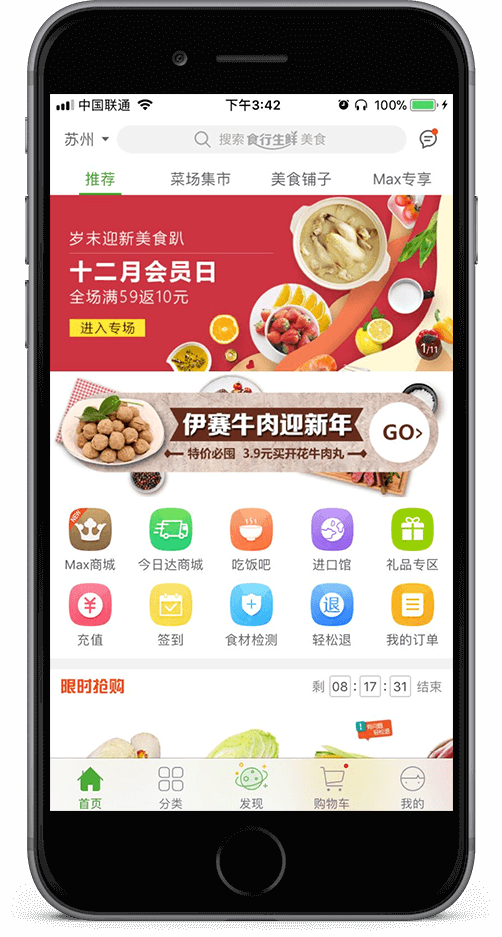 中国联通 下午3:42 100%
苏州 搜索食行生鲜美食
推荐 菜场集市 美食铺子 Max专享
岁末迎新美食趴
十二月会员日
全场满59返10元
进入专场
1/11
伊赛牛肉迎新年
GO>
特价必囤 3.9元买开花牛肉丸
NEW
Max商城 今日达商城 吃饭吧 进口馆 礼品专区
¥ 退
充值 签到 食材检测 轻松退 我的订单
限时抢购 剩 08 : 17 : 31 结束
有问题
轻松退
首页 分类 发现 购物车 我的